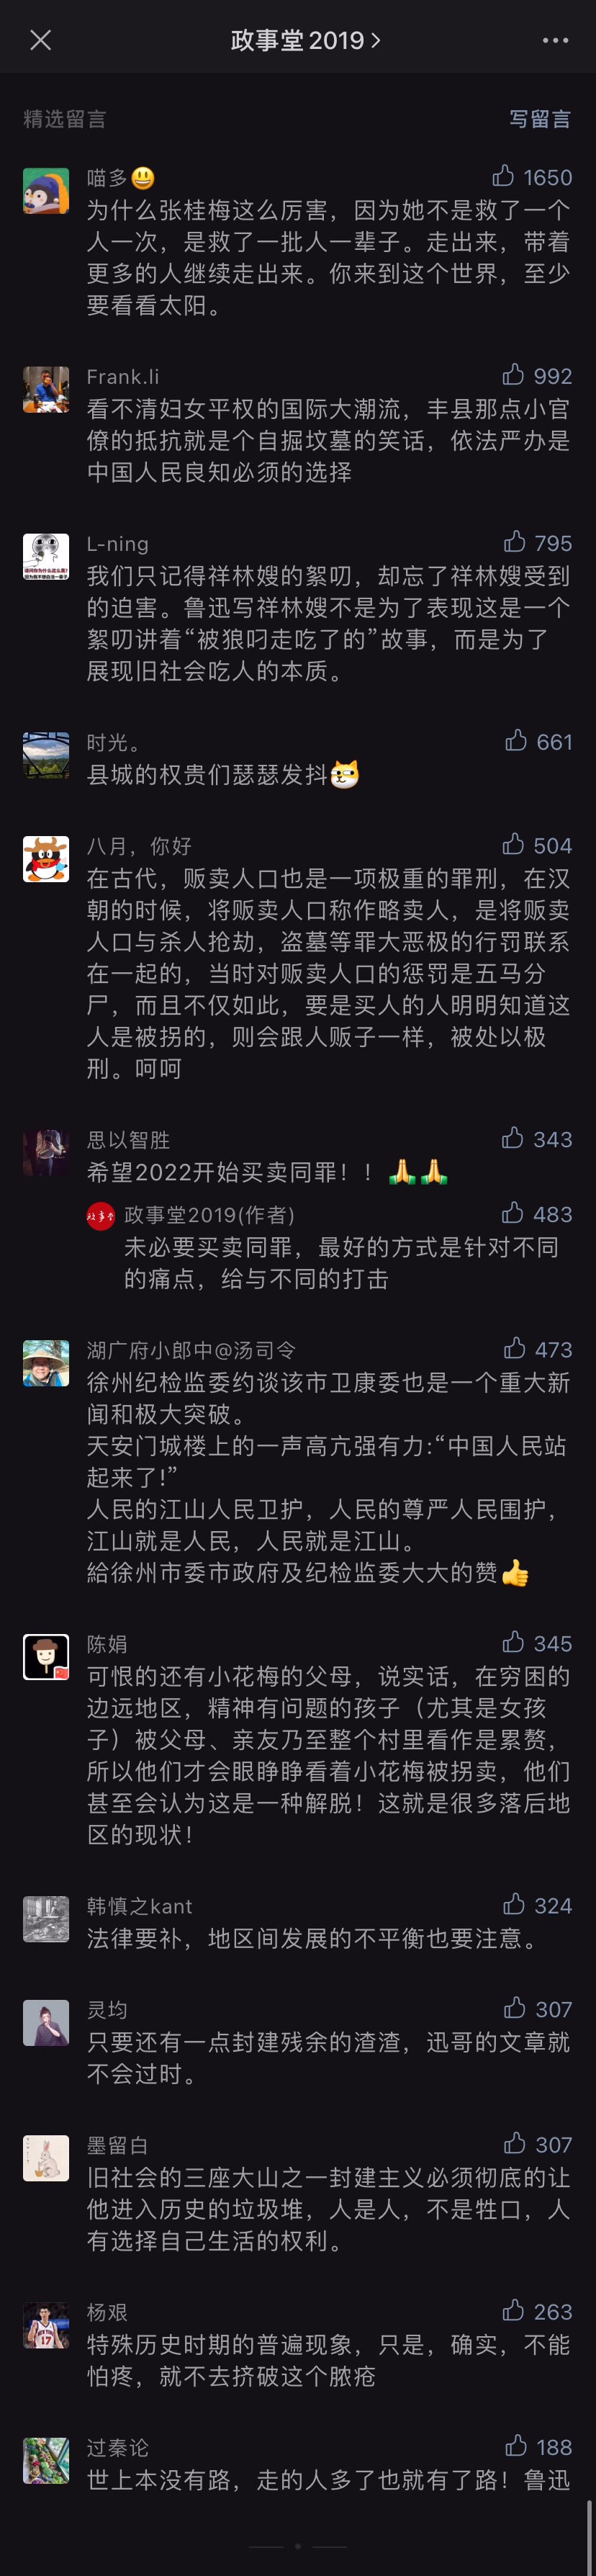 政事堂2019
精选留言
写留言
喵多😃
1650
为什么张桂梅这么厉害，因为她不是救了一个
人一次，是救了一批人一辈子。走出来，带着
更多的人继续走出来。你来到这个世界，至少
要看看太阳。
Frank.li
992
看不清妇女平权的国际大潮流，丰县那点小官
僚的抵抗就是个自掘坟墓的笑话，依法严办是
中国人民良知必须的选择
L-ning
795
我们只记得祥林嫂的絮叨，却忘了祥林嫂受到
的迫害。鲁迅写祥林嫂不是为了表现这是一个
絮叨讲着“被狼叼走吃了的”故事，而是为了
展现旧社会吃人的本质。
时光。
661
县城的权贵们瑟瑟发抖
八月，你好
504
在古代，贩卖人口也是一项极重的罪刑，在汉
朝的时候，将贩卖人口称作略卖人，是将贩卖
人口与杀人抢劫，盗墓等罪大恶极的行罚联系
在一起的，当时对贩卖人口的惩罚是五马分
尸，而且不仅如此，要是买人的人明明知道这
人是被拐的，则会跟人贩子一样，被处以极
刑。呵呵
思以智胜
343
希望2022开始买卖同罪！！🙏🙏
政事堂2019(作者)
483
未必要买卖同罪，最好的方式是针对不同
的痛点，给与不同的打击
湖广府小郎中@汤司令
473
徐州纪检监委约谈该市卫康委也是一个重大新
闻和极大突破。
天安门城楼上的一声高亢强有力:“中国人民站
起来了!”
人民的江山人民卫护，人民的尊严人民围护，
江山就是人民，人民就是江山。
給徐州市委市政府及纪检监委大大的赞👍
陈娟
345
可恨的还有小花梅的父母，说实话，在穷困的
边远地区，精神有问题的孩子（尤其是女孩
子）被父母、亲友乃至整个村里看作是累赘，
所以他们才会眼睁睁看着小花梅被拐卖，他们
甚至会认为这是一种解脱！这就是很多落后地
区的现状！
韩慎之kant
324
法律要补，地区间发展的不平衡也要注意。
灵均
307
只要还有一点封建残余的渣渣，迅哥的文章就
不会过时。
墨留白
307
旧社会的三座大山之一封建主义必须彻底的让
他进入历史的垃圾堆，人是人，不是牲口，人
有选择自己生活的权利。
杨艰
263
特殊历史时期的普遍现象，只是，确实，不能
怕疼，就不去挤破这个脓疮
过秦论
188
世上本没有路，走的人多了也就有了路！鲁迅